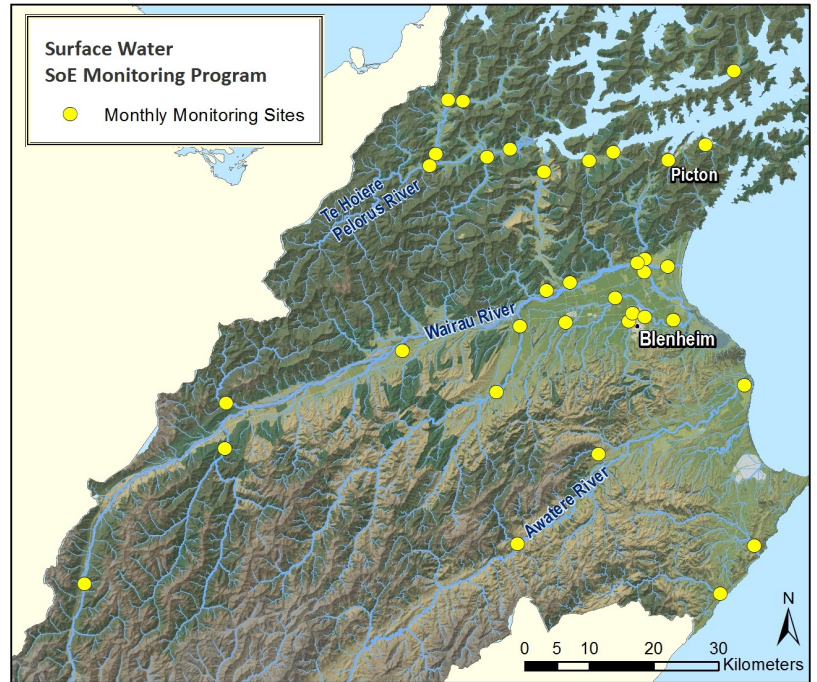 Surface Water
SoE Monitoring Program
Monthly Monitoring Sites
Te Hoiere
Pelorus River
Picton
Wairau River
Blenheim
Awatere River
N
0 5 10 20 30
Kilometers